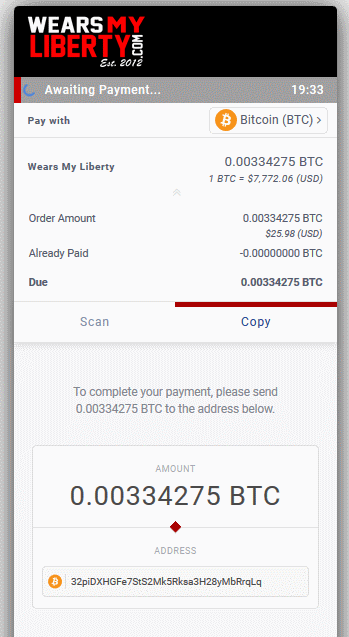 WEARS MY
LIBERTY.COM
Est. 2012
Awaiting Payment... 19:33
Pay with Bitcoin (BTC) >
Wears My Liberty 0.00334275 BTC
1 BTC = $7,772.06 (USD)
Order Amount 0.00334275 BTC
$25.98 (USD)
Already Paid -0.00000000 BTC
Due 0.00334275 BTC
Scan Copy
To complete your payment, please send
0.00334275 BTC to the address below.
AMOUNT
0.00334275 BTC
ADDRESS
32piDXHGFe7StS2Mk5Rksa3H28yMbRrqLq